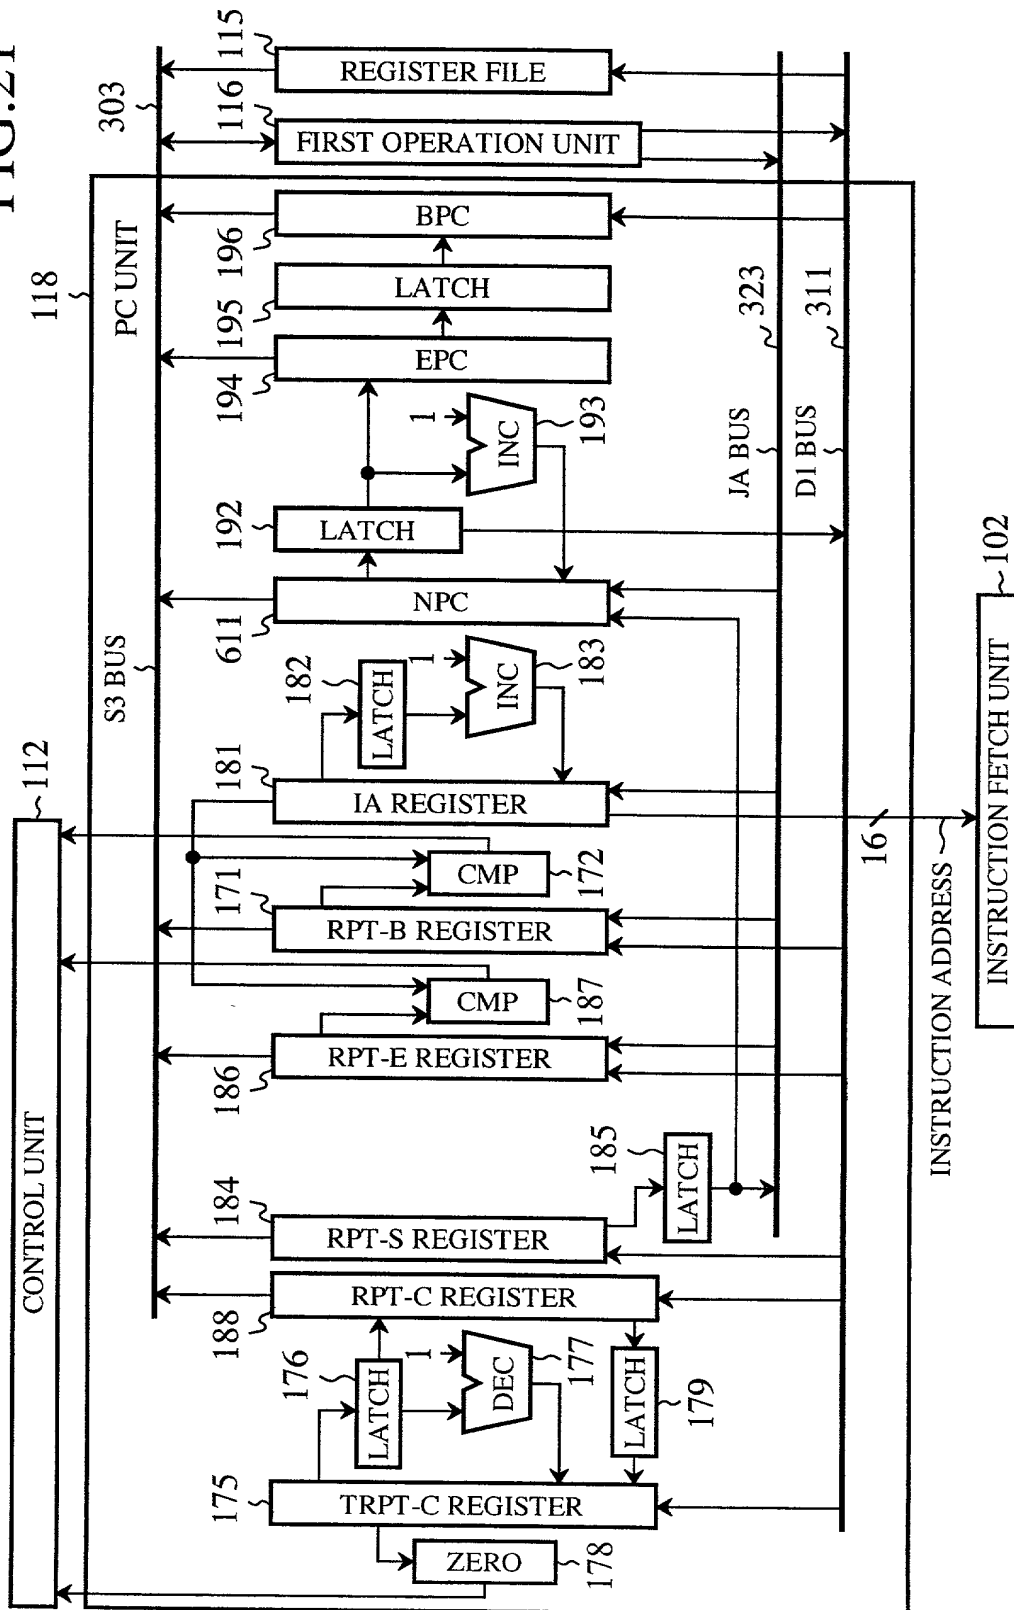 FIG.21
118
PC UNIT
303
116
115
REGISTER FILE
FIRST OPERATION UNIT
BPC
196
LATCH
195
EPC
194
1
INC
193
LATCH
192
NPC
611
S3 BUS
JA BUS
323
D1 BUS
311
182
LATCH
1
INC
183
181
IA REGISTER
112
CONTROL UNIT
171
CMP
172
RPT-B REGISTER
CMP
187
RPT-E REGISTER
186
16
INSTRUCTION ADDRESS
INSTRUCTION FETCH UNIT
102
185
LATCH
184
RPT-S REGISTER
RPT-C REGISTER
188
176
LATCH
1
DEC
177
LATCH
179
175
TRPT-C REGISTER
ZERO
178